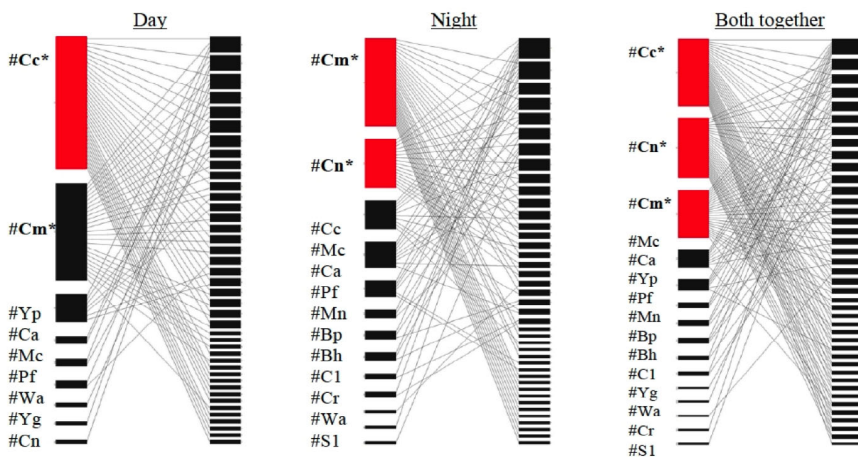 Day
#Cc*
#Cm*
#Yp
#Ca
#Mc
#Pf
#Wa
#Yg
#Cn
Night
#Cm*
#Cn*
#Cc
#Mc
#Ca
#Pf
#Mn
#Bp
#Bh
#C1
#Cr
#Wa
#S1
Both together
#Cc*
#Cn*
#Cm*
#Mc
#Ca
#Yp
#Pf
#Mn
#Bp
#Bh
#C1
#Yg
#Wa
#Cr
#S1